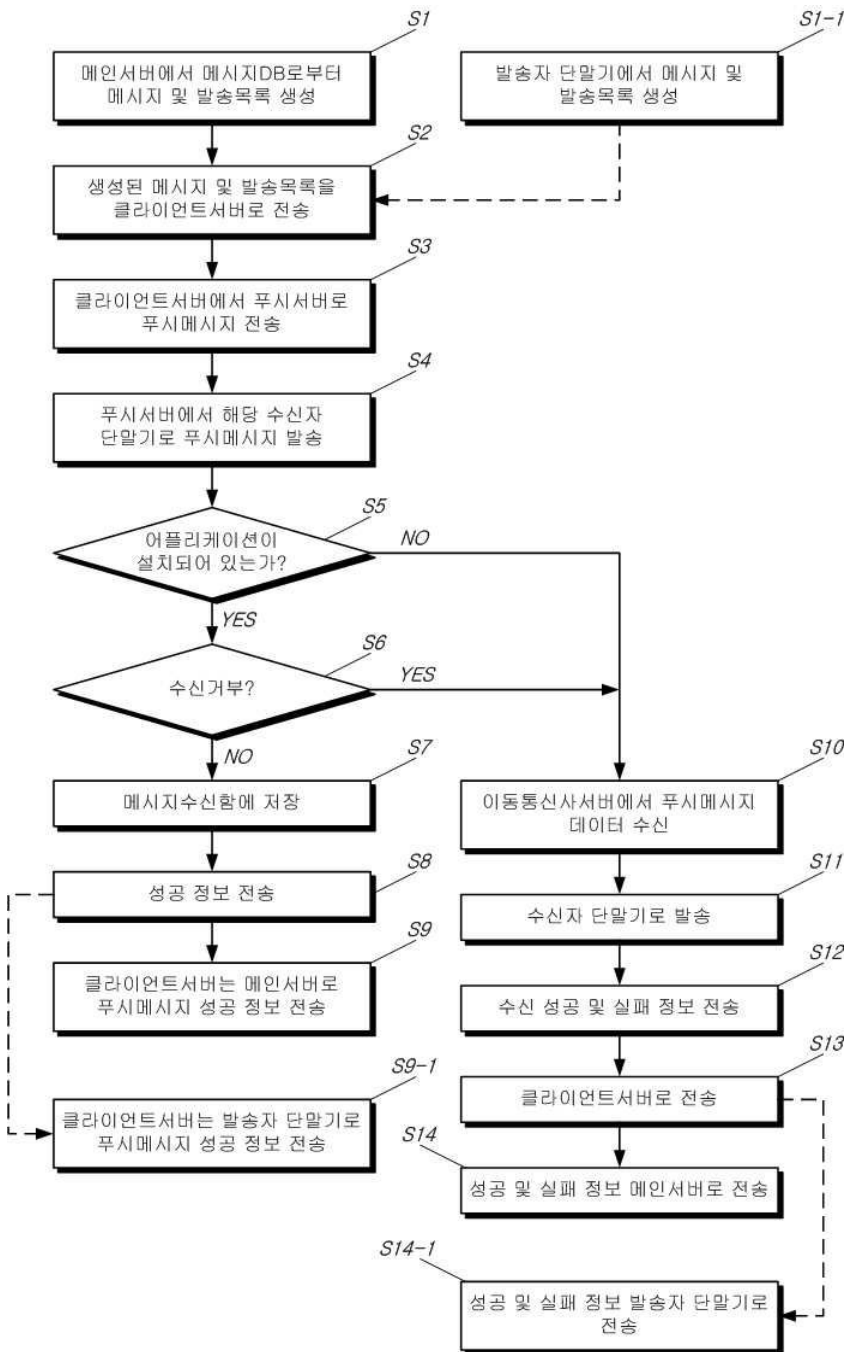 S1
메인서버에서 메시지DB로부터
메시지 및 발송목록 생성
S1-1
발송자 단말기에서 메시지 및
발송목록 생성
S2
생성된 메시지 및 발송목록을
클라이언트서버로 전송
S3
클라이언트서버에서 푸시서버로
푸시메시지 전송
S4
푸시서버에서 해당 수신자
단말기로 푸시메시지 발송
S5
어플리케이션이
설치되어 있는가?
NO
YES
S6
수신거부?
YES
NO
S7
메시지수신함에 저장
S8
성공 정보 전송
S9
클라이언트서버는 메인서버로
푸시메시지 성공 정보 전송
S9-1
클라이언트서버는 발송자 단말기로
푸시메시지 성공 정보 전송
S10
이동통신사서버에서 푸시메시지
데이터 수신
S11
수신자 단말기로 발송
S12
수신 성공 및 실패 정보 전송
S13
클라이언트서버로 전송
S14
성공 및 실패 정보 메인서버로 전송
S14-1
성공 및 실패 정보 발송자 단말기로
전송